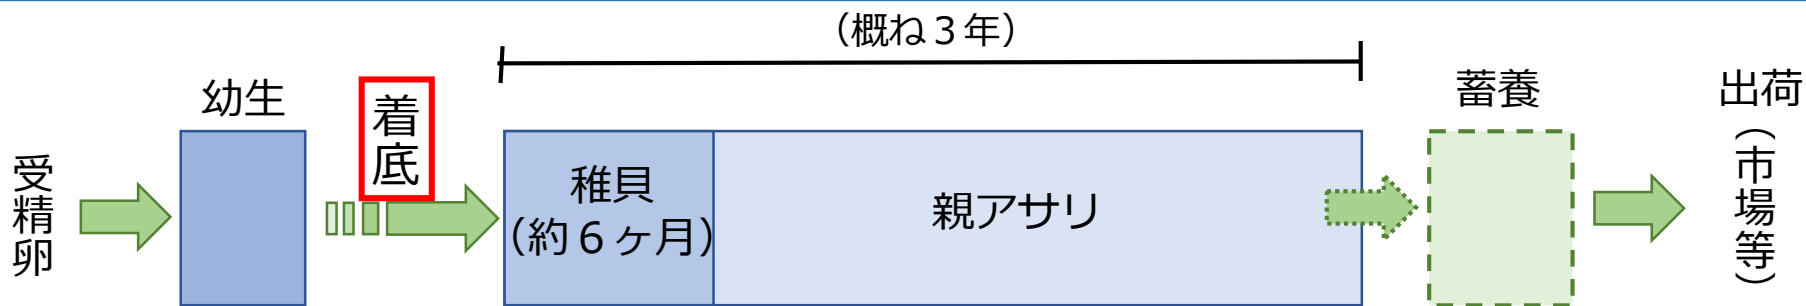 （概ね３年）
受精卵
幼生
着底
稚貝
（約６ヶ月）
親アサリ
蓄養
出荷
（市場等）